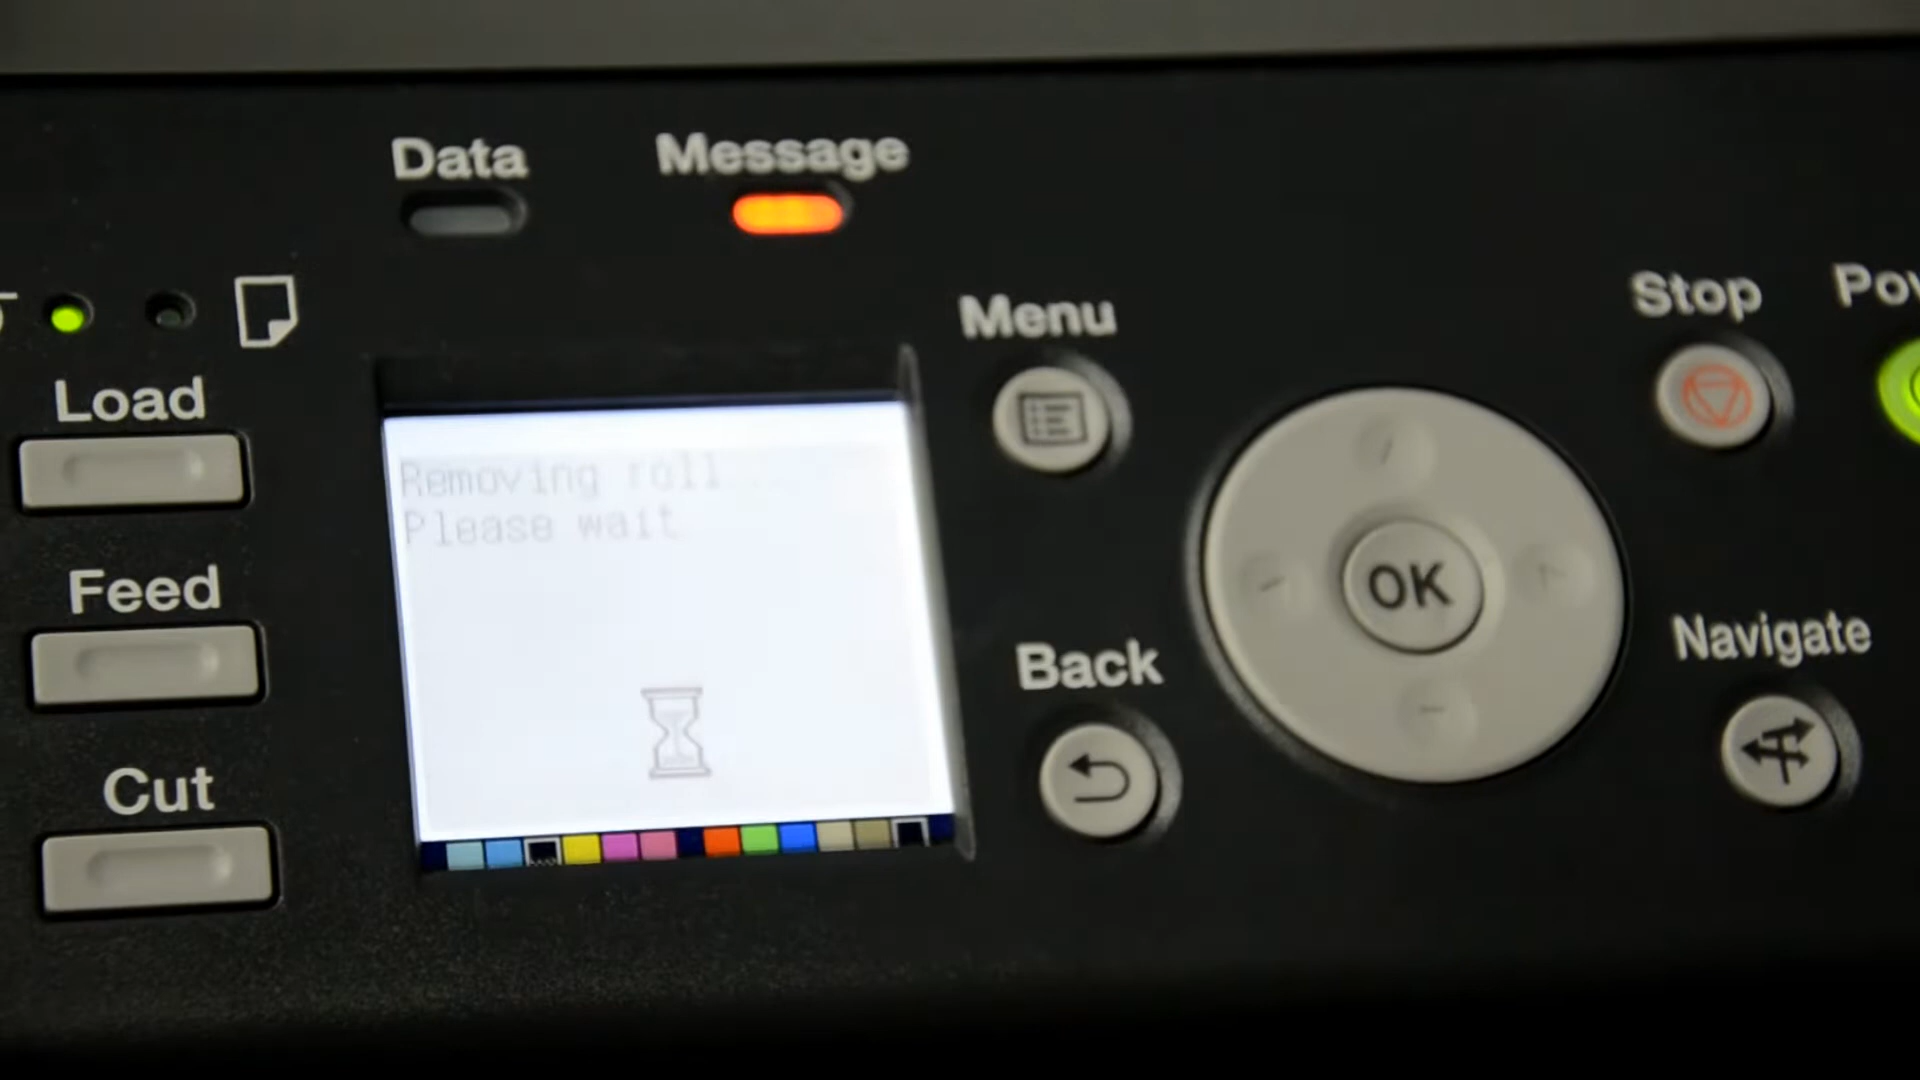 Data
Message
Load
Feed
Cut
Removing roll
Please wait
Menu
Back
OK
Stop
Navigate